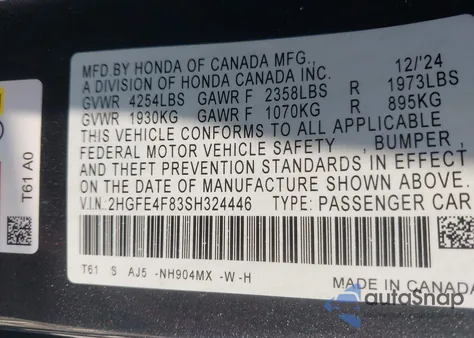 MFD.BY HONDA OF CANADA MFG., 12/'24
A DIVISION OF HONDA CANADA INC.
GVWR 4254LBS GAWR F 2358LBS R 1973LBS
GVWR 1930KG GAWR F 1070KG R 895KG
THIS VEHICLE CONFORMS TO ALL APPLICABLE
FEDERAL MOTOR VEHICLE SAFETY , BUMPER ,
THEFT PREVENTION STANDARDS IN EFFECT
ON THE DATE OF MANUFACTURE SHOWN ABOVE.
V.I.N.:2HGFE4F83SH324446 TYPE: PASSENGER CAR
T61 S AJ5 -NH904MX -W-H
MADE IN CANADA
T61 A0
autoSnap